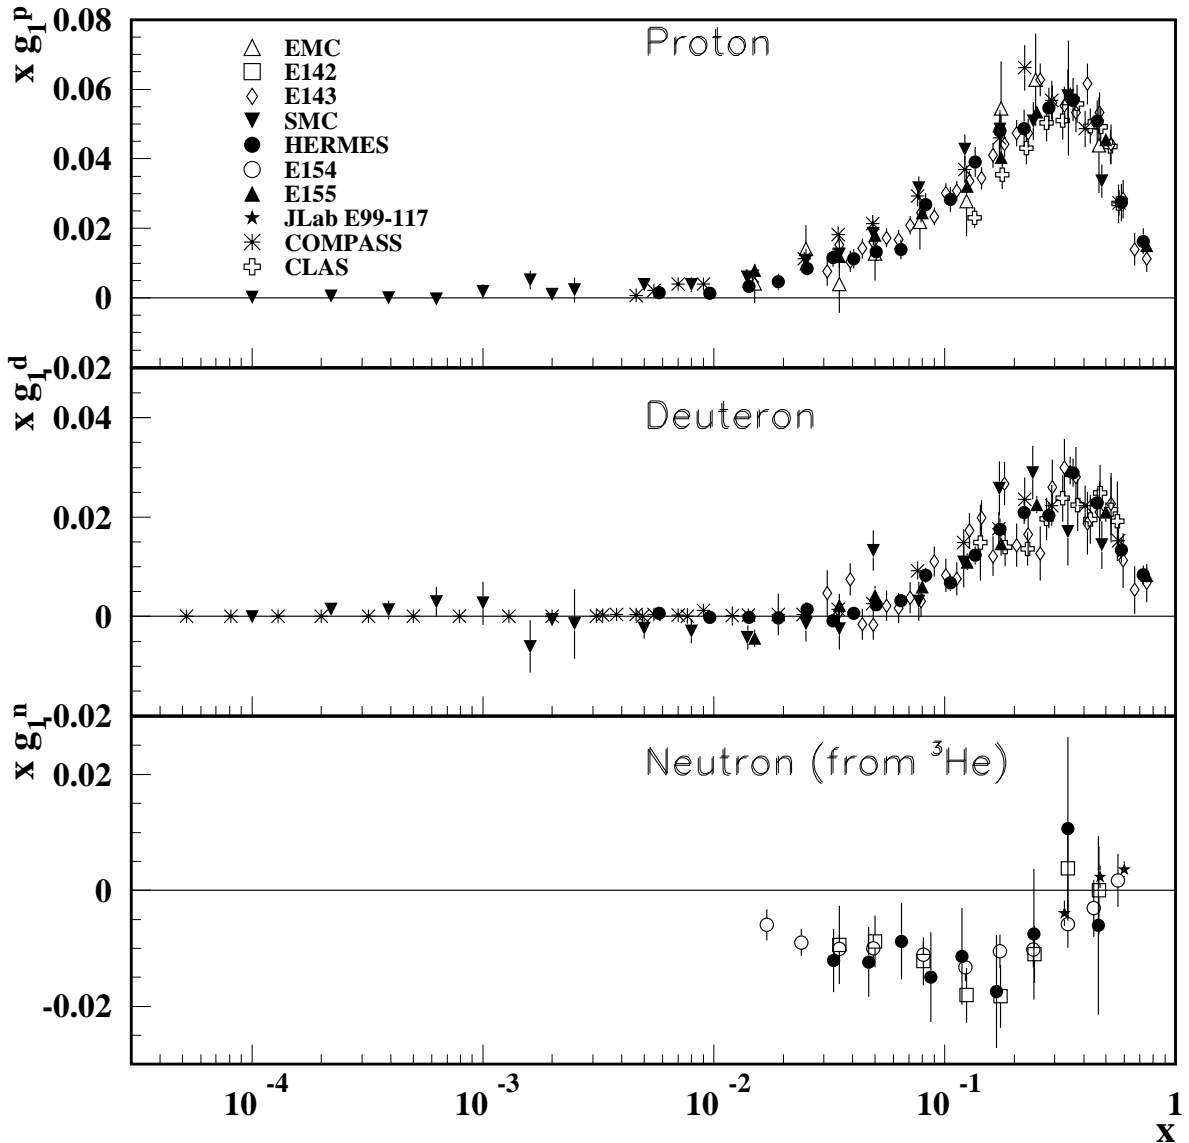 x g₁ᵖ
0.08
0.06
0.04
0.02
0
-0.02
Proton
EMC
E142
E143
SMC
HERMES
E154
E155
JLab E99-117
COMPASS
CLAS
x g₁ᵈ
0.04
0.02
0
-0.02
Deuteron
x g₁ⁿ
0.02
0
-0.02
Neutron (from ³He)
10⁻⁴ 10⁻³ 10⁻² 10⁻¹ 1
x